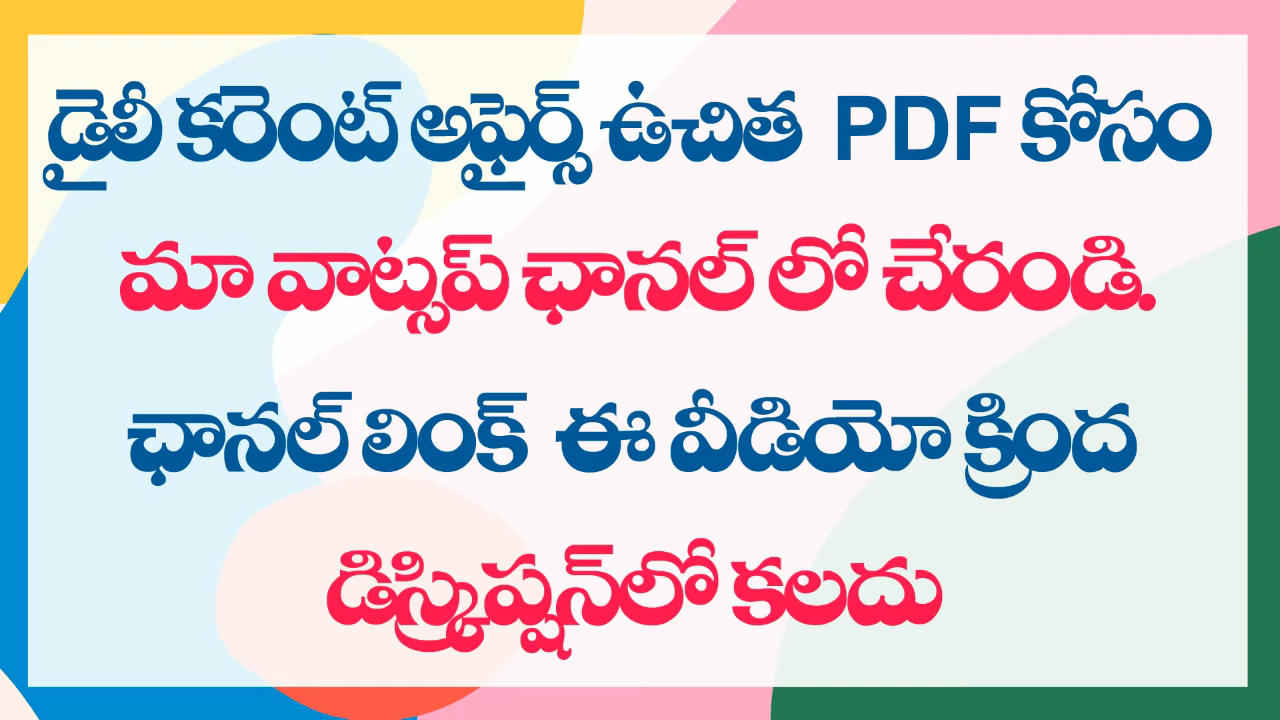 డైలీ కరెంట్ అఫైర్స్ ఉచిత PDF కోసం
మా వాట్సప్ ఛానల్ లో చేరండి.
ఛానల్ లింక్ ఈ వీడియో క్రింద
డిస్క్రిప్షన్‌లో కలదు